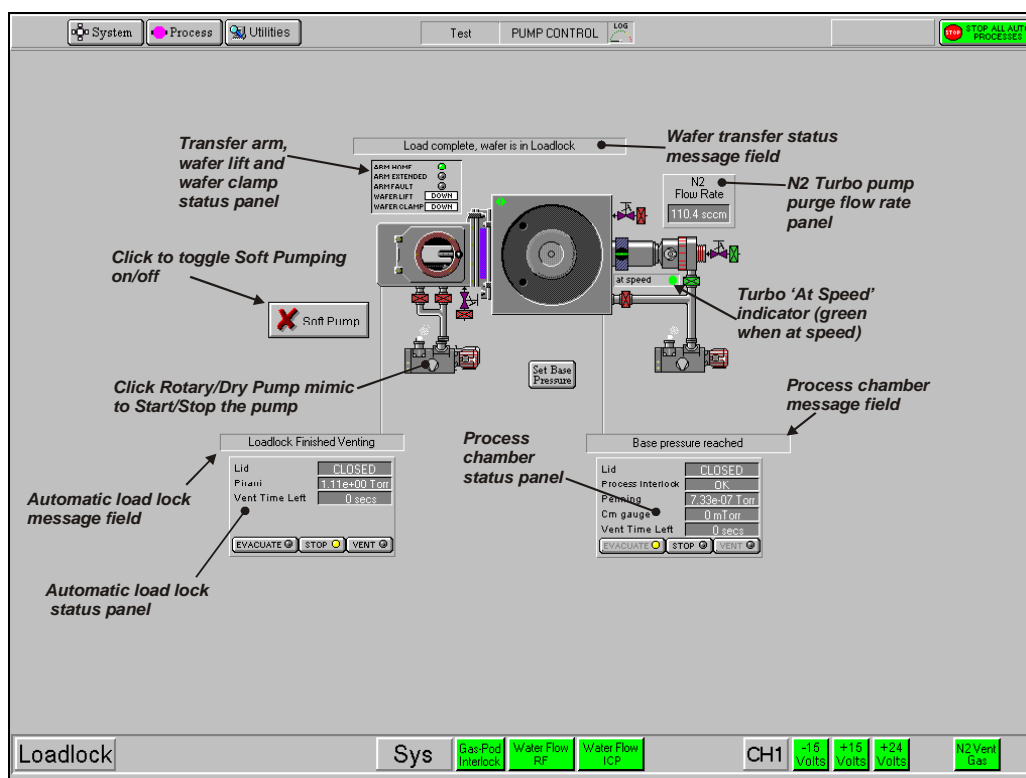 System
Process
Utilities
Test
PUMP CONTROL
LOG
STOP
STOP ALL AUTO
PROCESSES
Transfer arm,
wafer lift and
wafer clamp
status panel
Load complete, wafer is in Loadlock
Wafer transfer status
message field
ARM HOME
ARM EXTENDED
ARM FAULT
WAFER LIFT DOWN
WAFER CLAMP DOWN
N2
Flow Rate
110.4 sccm
N2 Turbo pump
purge flow rate
panel
Click to toggle Soft Pumping
on/off
Soft Pump
at speed
Turbo ‘At Speed’
indicator (green
when at speed)
Click Rotary/Dry Pump mimic
to Start/Stop the pump
Set Base
Pressure
Process chamber
message field
Loadlock Finished Venting
Process
chamber
status panel
Base pressure reached
Lid CLOSED
Pirani 1.11e+00 Torr
Vent Time Left 0 secs
EVACUATE STOP VENT
Lid CLOSED
Process Interlock OK
Penning 7.33e-07 Torr
Cm gauge 0 mTorr
Vent Time Left 0 secs
EVACUATE STOP VENT
Automatic load lock
message field
Automatic load lock
status panel
Loadlock
Sys
Gas-Pod
Interlock
Water Flow
RF
Water Flow
ICP
CH1
-15
Volts
+15
Volts
+24
Volts
N2 Vent
Gas